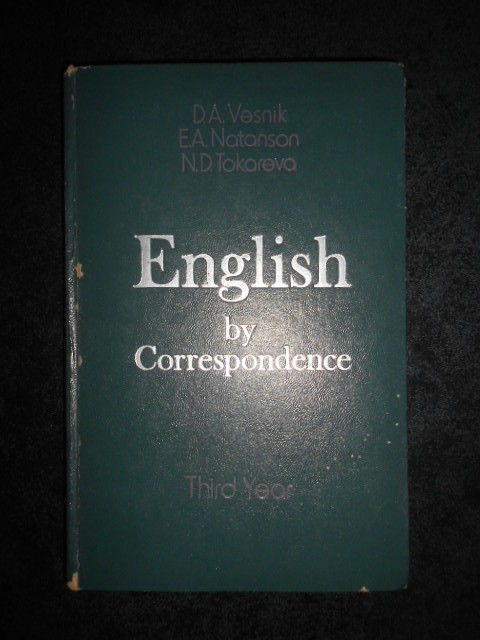 D.A. Vesnik
E.A. Natanson
N.D. Tokareva
English
by
Correspondence
Third Year